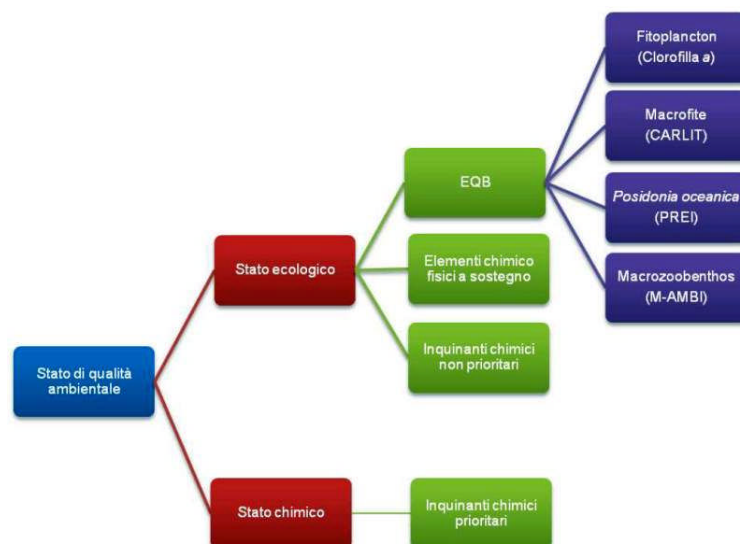 Fitoplancton
(Clorofilla a)
Macrofite
(CARLIT)
EQB
Posidonia oceanica
(PREI)
Stato ecologico
Elementi chimico
fisici a sostegno
Macrozoobenthos
(M-AMBI)
Inquinanti chimici
non prioritari
Stato di qualità
ambientale
Stato chimico
Inquinanti chimici
prioritari